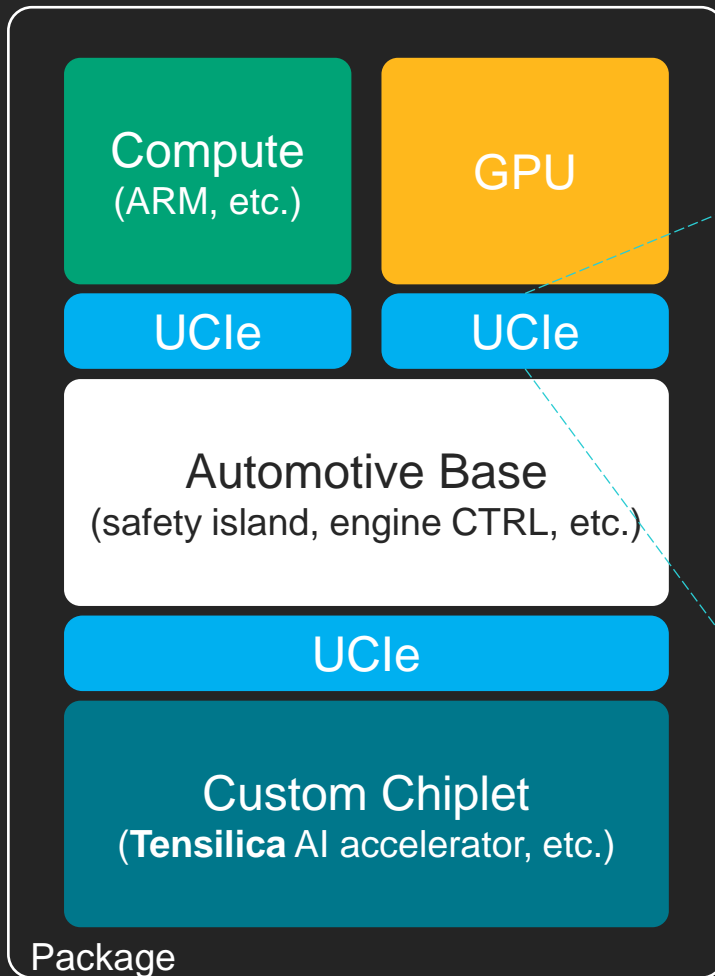 Compute
(ARM, etc.)
GPU
UCIe
UCIe
Automotive Base
(safety island, engine CTRL, etc.)
UCIe
Custom Chiplet
(Tensilica AI accelerator, etc.)
Package